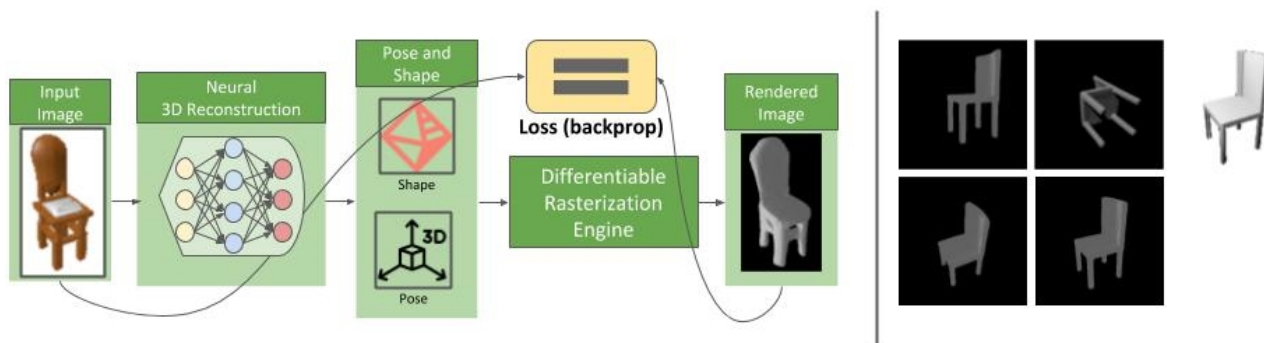 Input
Image
Neural
3D Reconstruction
Pose and
Shape
Shape
3D
Pose
Loss (backprop)
Differentiable
Rasterization
Engine
Rendered
Image